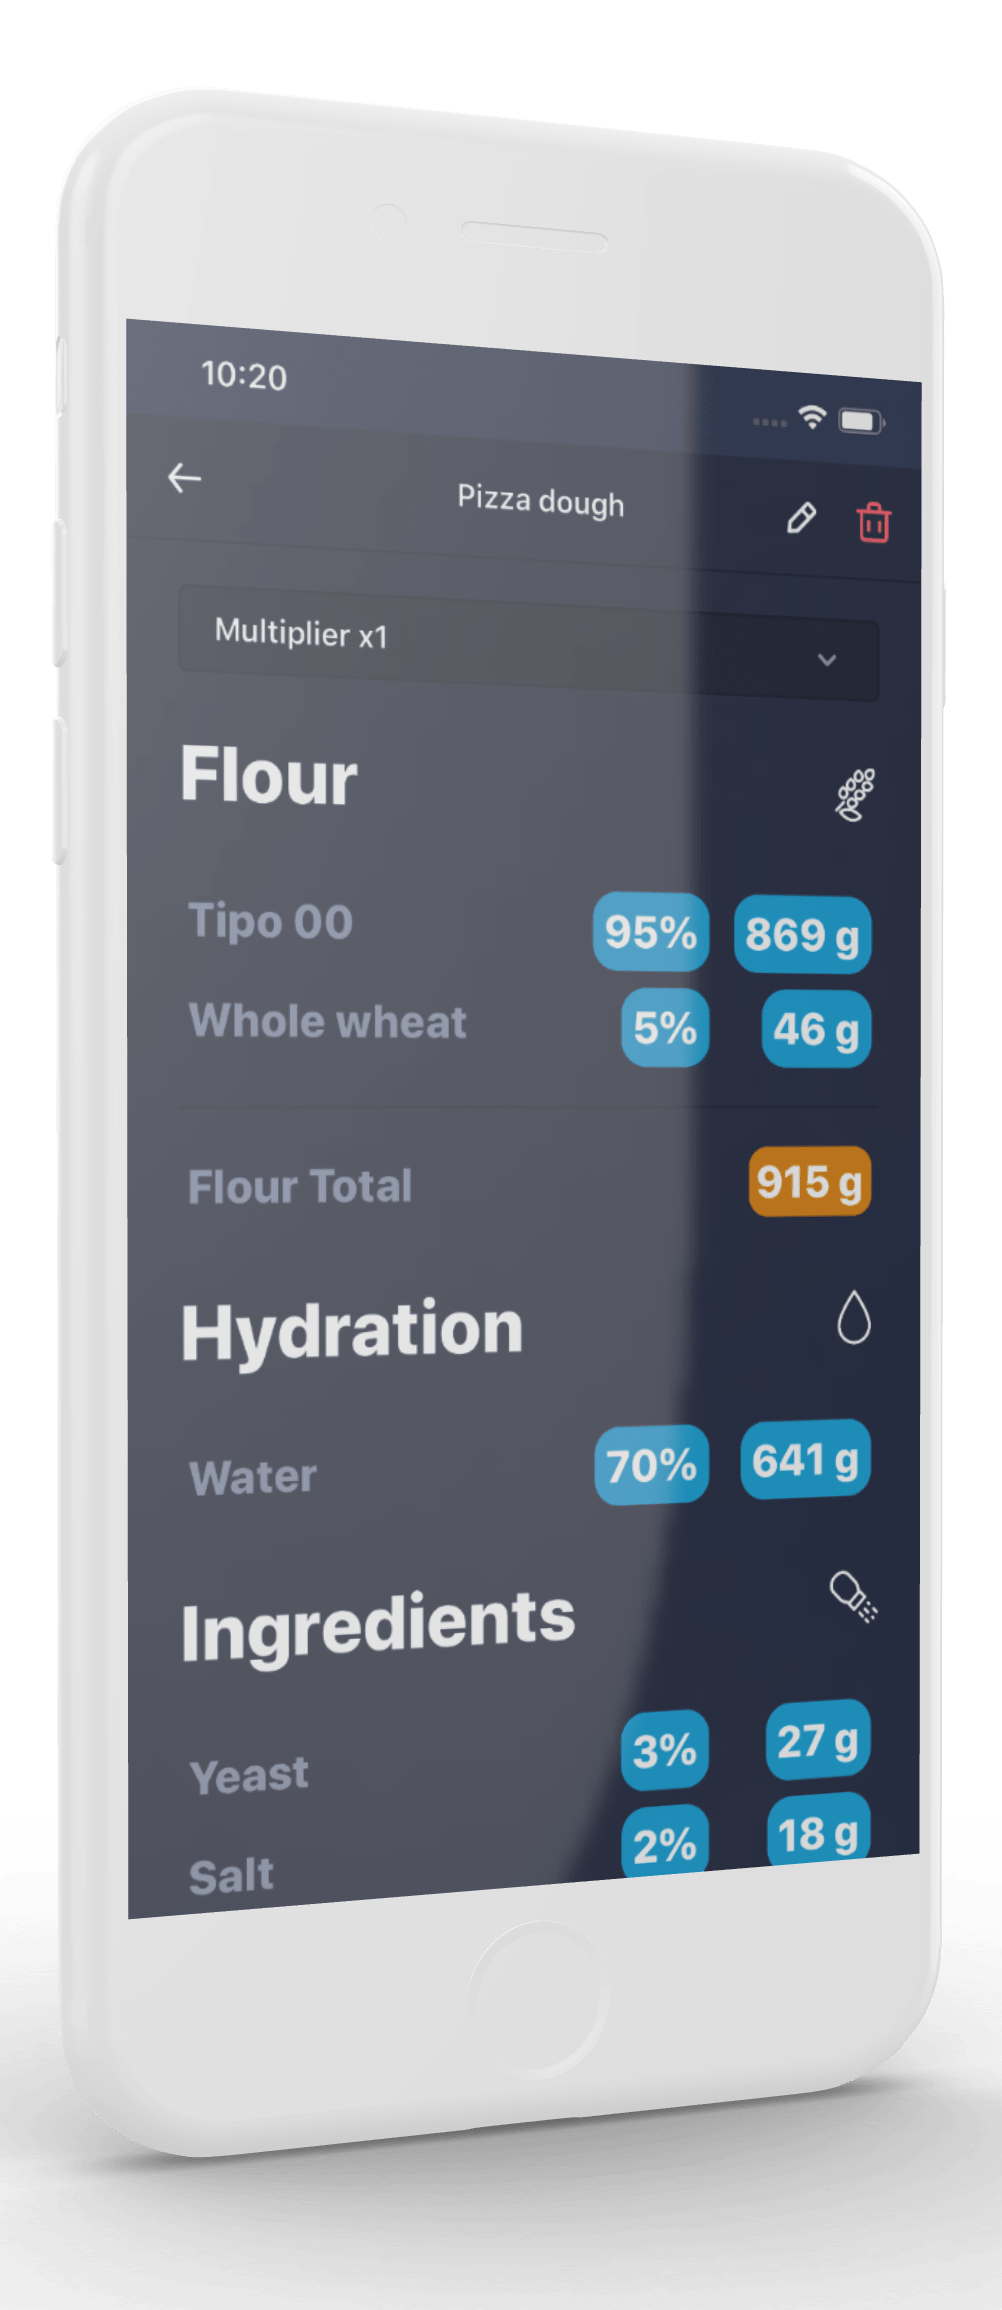 10:20
Pizza dough
Multiplier x1
Flour
Tipo 00 95% 869 g
Whole wheat 5% 46 g
Flour Total 915 g
Hydration
Water 70% 641 g
Ingredients
Yeast 3% 27 g
Salt 2% 18 g